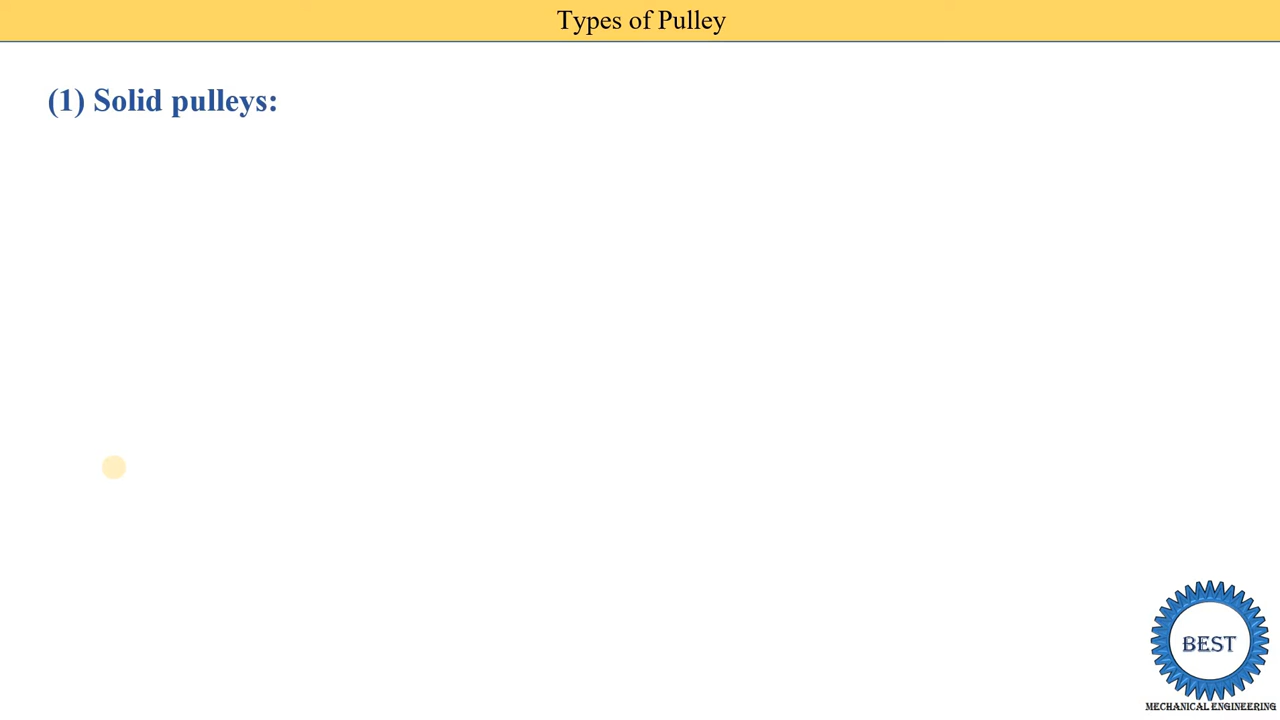 Types of Pulley
(1) Solid pulleys:
BEST
MECHANICAL ENGINEERING